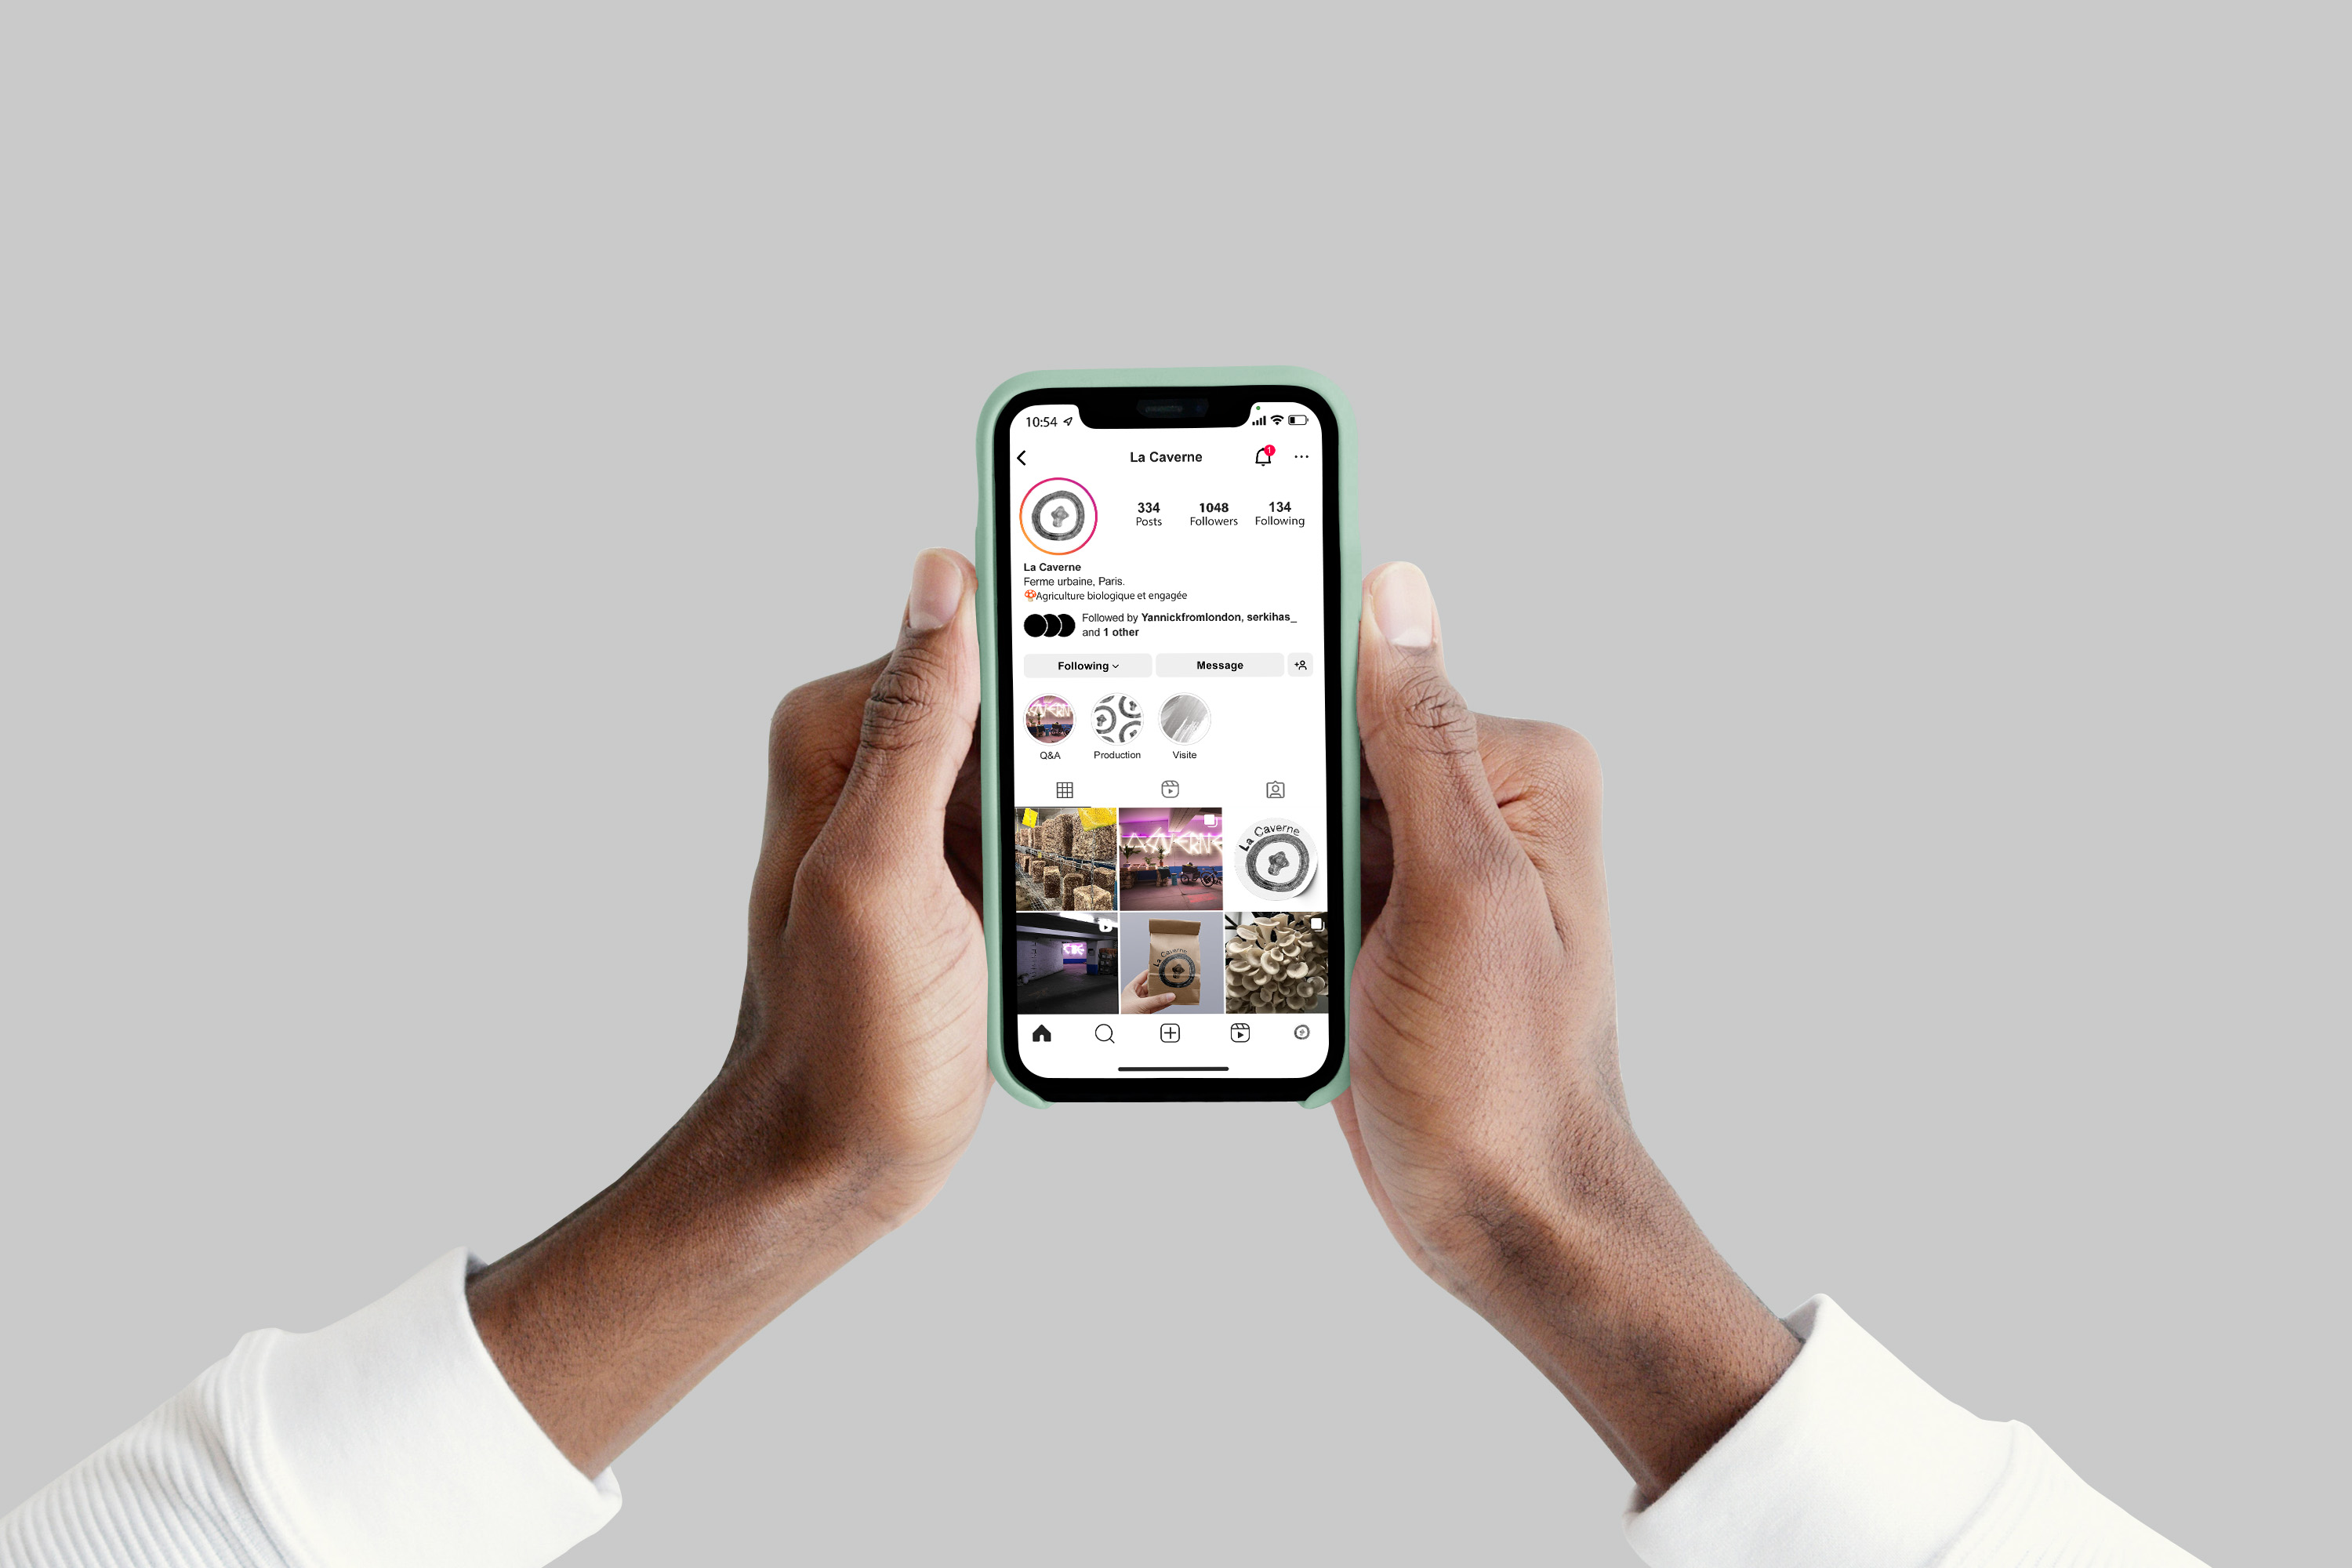 10:54
La Caverne
1
334 1048 134
Posts Followers Following
La Caverne
Ferme urbaine, Paris.
Agriculture biologique et engagée
Followed by Yannickfromlondon, serkihas_
and 1 other
Following Message
CAVERNE
Q&A Production Visite
LA CAVERNE
La Caverne
La Caverne